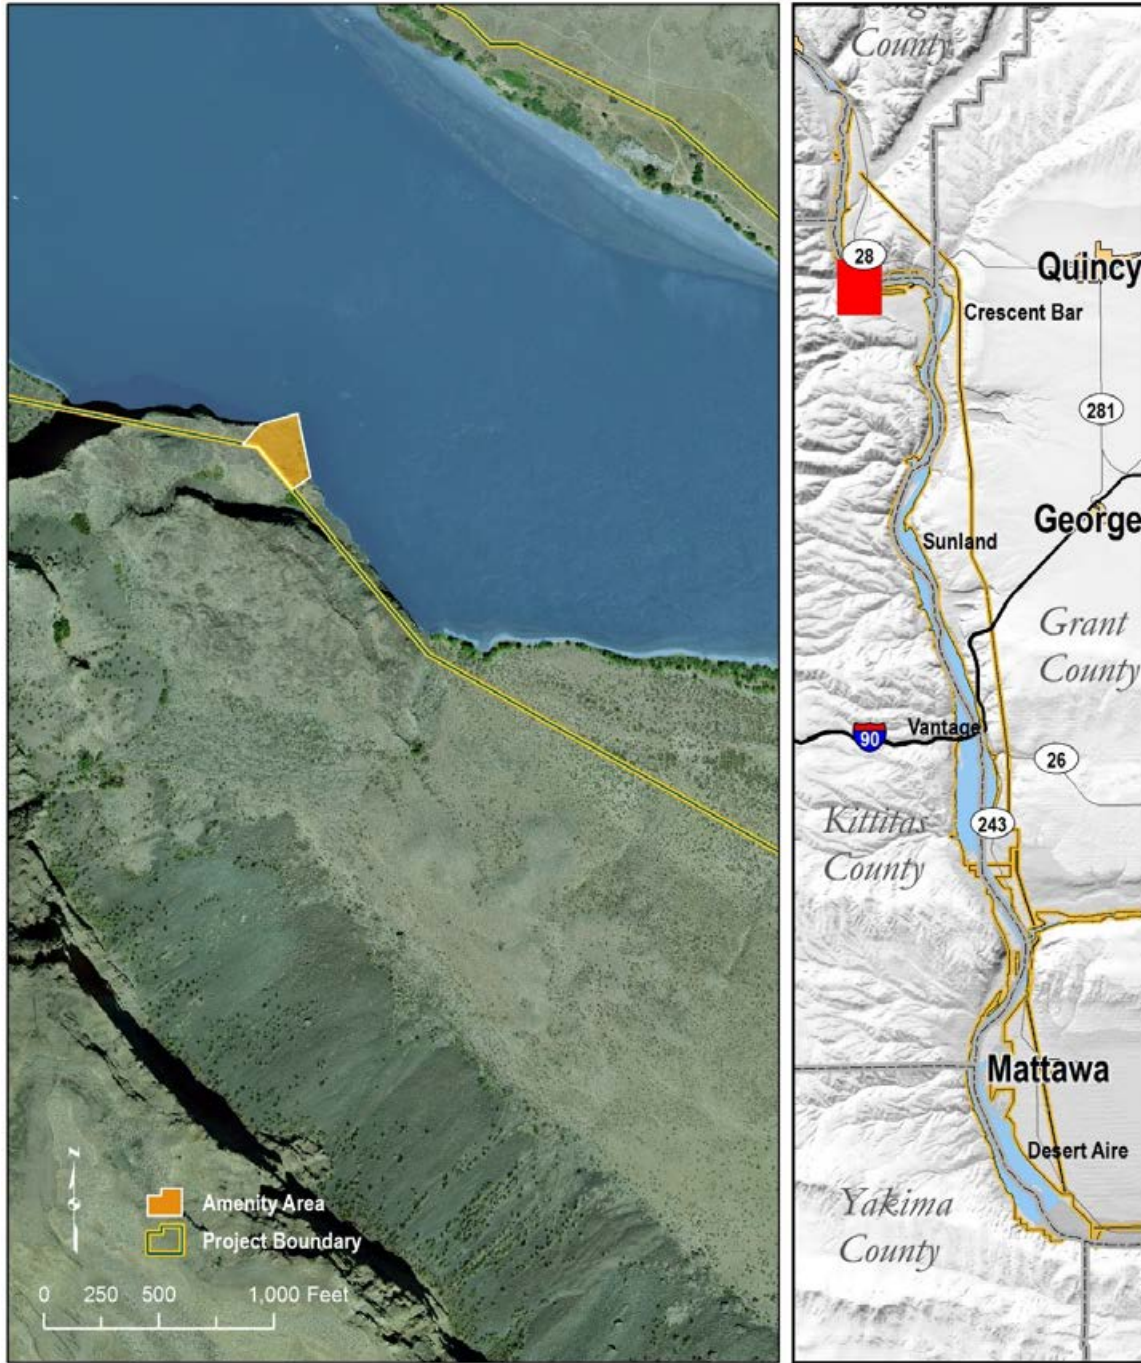 Amenity Area
Project Boundary
0 250 500 1,000 Feet
N
County
28
Quincy
Crescent Bar
281
George
Sunland
Grant
County
Vantage
90
26
Kittitas
County
243
Mattawa
Desert Aire
Yakima
County